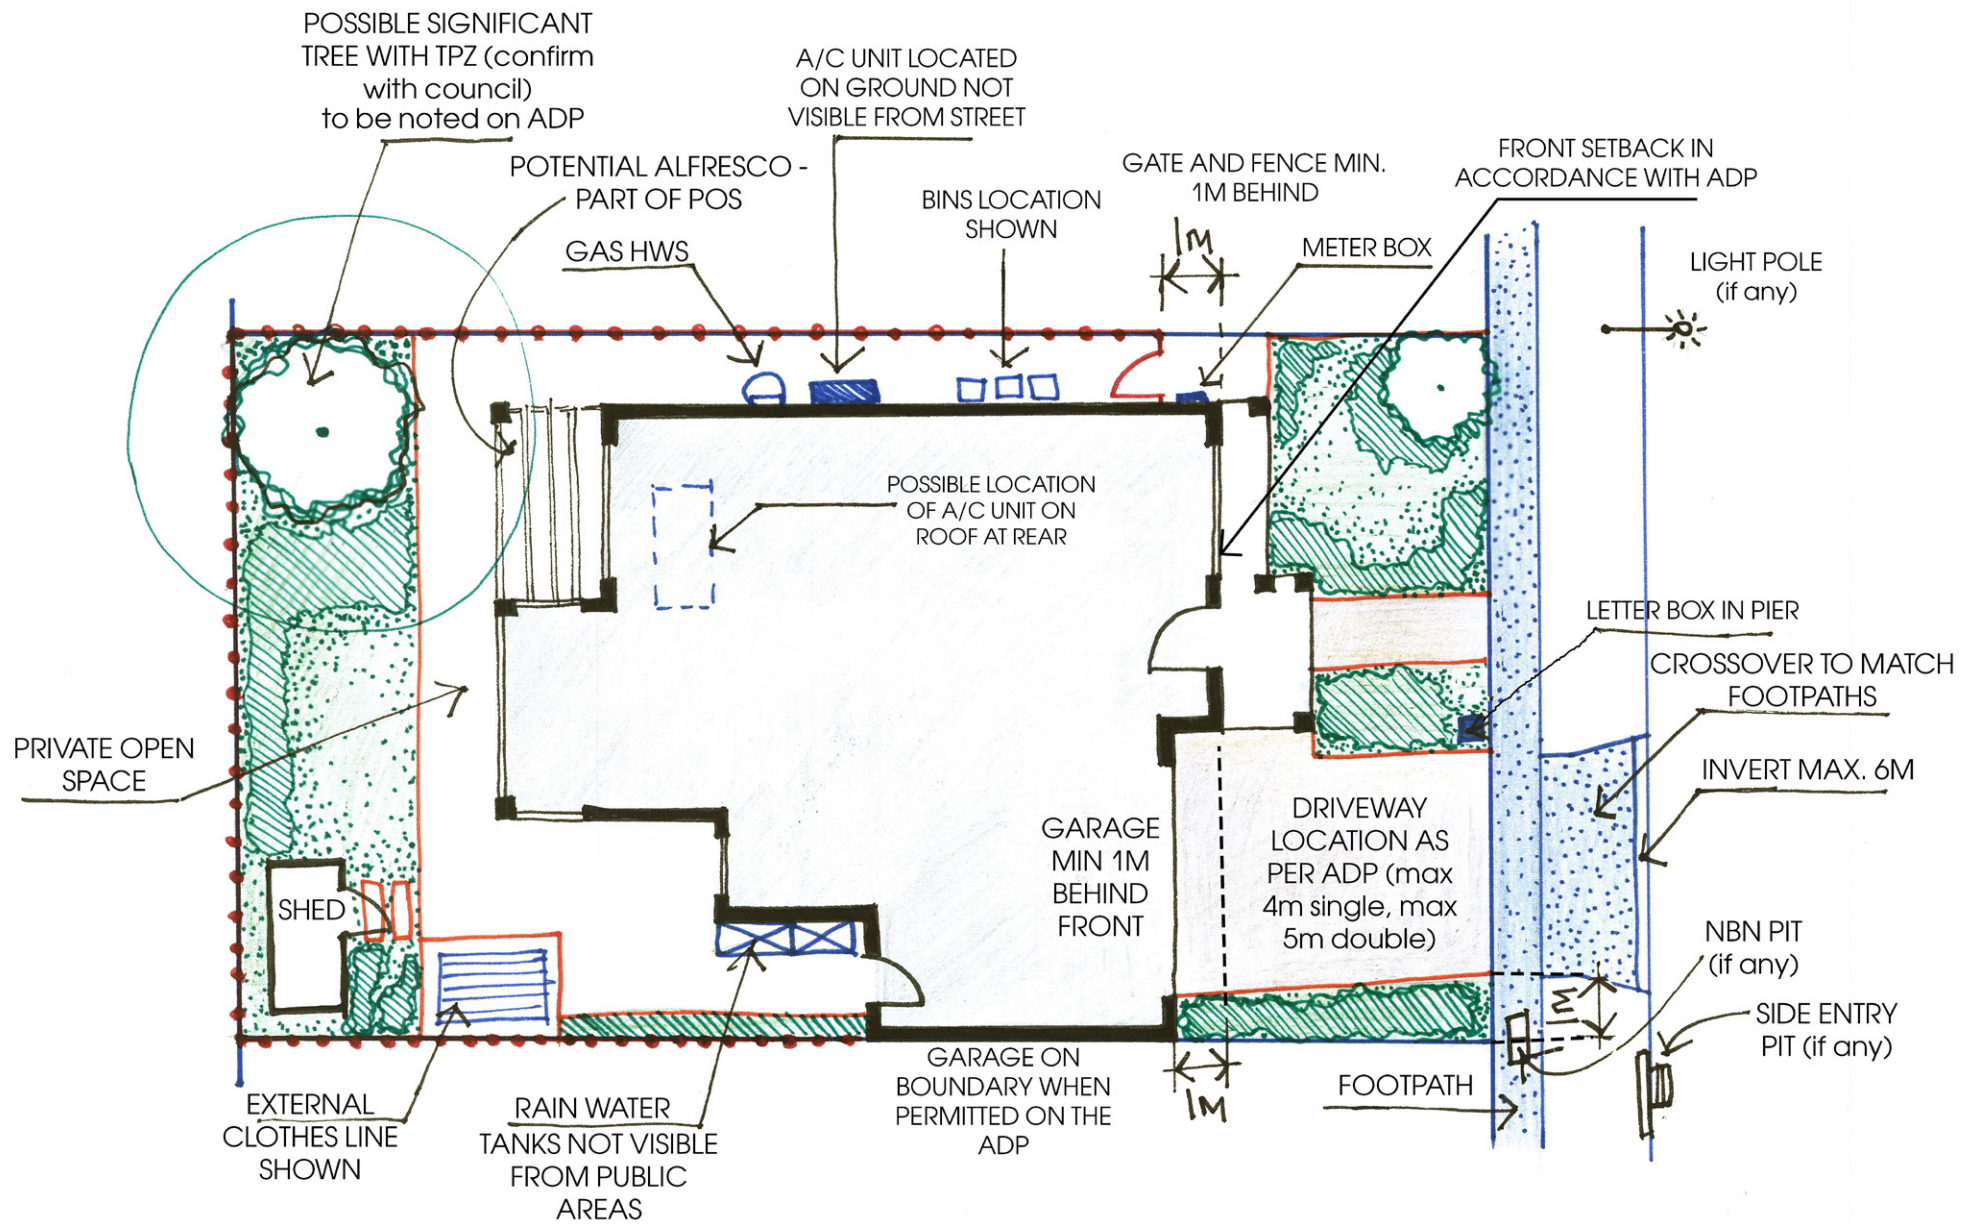 POSSIBLE SIGNIFICANT
TREE WITH TPZ (confirm
with council)
to be noted on ADP
A/C UNIT LOCATED
ON GROUND NOT
VISIBLE FROM STREET
POTENTIAL ALFRESCO -
PART OF POS
GAS HWS
BINS LOCATION
SHOWN
GATE AND FENCE MIN.
1M BEHIND
1M
FRONT SETBACK IN
ACCORDANCE WITH ADP
METER BOX
LIGHT POLE
(if any)
POSSIBLE LOCATION
OF A/C UNIT ON
ROOF AT REAR
LETTER BOX IN PIER
CROSSOVER TO MATCH
FOOTPATHS
INVERT MAX. 6M
PRIVATE OPEN
SPACE
GARAGE
MIN 1M
BEHIND
FRONT
DRIVEWAY
LOCATION AS
PER ADP (max
4m single, max
5m double)
SHED
NBN PIT
(if any)
1M
SIDE ENTRY
PIT (if any)
FOOTPATH
1M
GARAGE ON
BOUNDARY WHEN
PERMITTED ON THE
ADP
EXTERNAL
CLOTHES LINE
SHOWN
RAIN WATER
TANKS NOT VISIBLE
FROM PUBLIC
AREAS